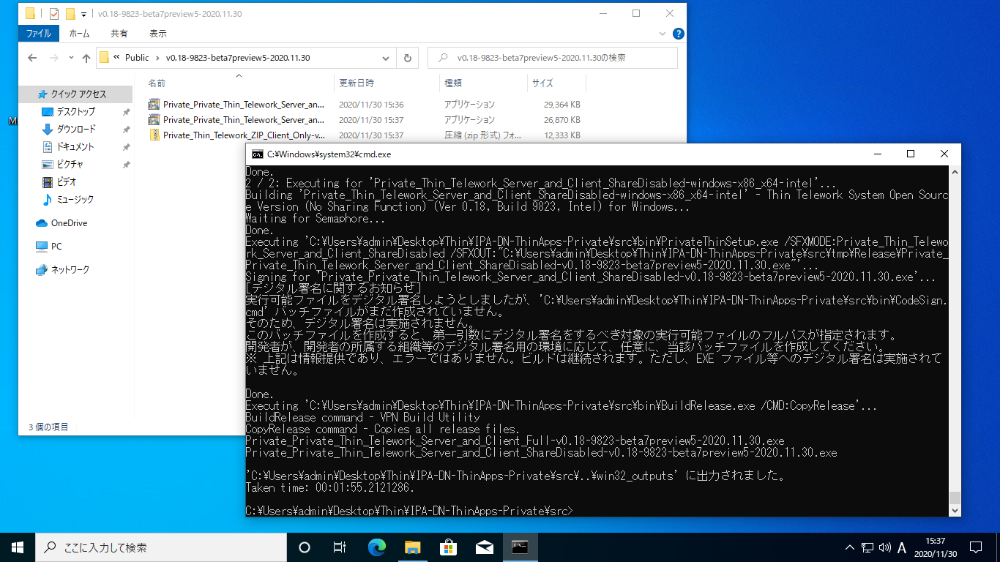 v0.18-9823-beta7preview5-2020.11.30
ファイル ホーム 共有 表示
« Public › v0.18-9823-beta7preview5-2020.11.30
v0.18-9823-beta7preview5-2020.11.30の検索
名前 更新日時 種類 サイズ
クイック アクセス
デスクトップ
ダウンロード
ドキュメント
ピクチャ
ビデオ
ミュージック
OneDrive
PC
ネットワーク
Private_Private_Thin_Telework_Server_an... 2020/11/30 15:36 アプリケーション 29,364 KB
Private_Private_Thin_Telework_Server_an... 2020/11/30 15:37 アプリケーション 26,870 KB
Private_Thin_Telework_ZIP_Client_Only-v... 2020/11/30 15:37 圧縮 (zip 形式) フォ... 12,333 KB
3 個の項目
Mi
C:¥Windows¥system32¥cmd.exe
Done.
2 / 2: Executing for 'Private_Thin_Telework_Server_and_Client_ShareDisabled-windows-x86_x64-intel'...
Building 'Private_Thin_Telework_Server_and_Client_ShareDisabled-windows-x86_x64-intel' - Thin Telework System Open Sourc
e Version (No Sharing Function) (Ver 0.18, Build 9823, Intel) for Windows...
Waiting for Semaphore...
Done.
Executing 'C:¥Users¥admin¥Desktop¥Thin¥IPA-DN-ThinApps-Private¥src¥bin¥PrivateThinSetup.exe /SFXMODE:Private_Thin_Telewo
rk_Server_and_Client_ShareDisabled /SFXOUT:"C:¥Users¥admin¥Desktop¥Thin¥IPA-DN-ThinApps-Private¥src¥tmp¥Release¥Private_
Private_Thin_Telework_Server_and_Client_ShareDisabled-v0.18-9823-beta7preview5-2020.11.30.exe"'...
Signing for 'Private_Private_Thin_Telework_Server_and_Client_ShareDisabled-v0.18-9823-beta7preview5-2020.11.30.exe'...
[デジタル署名に関するお知らせ]
実行可能ファイルをデジタル署名しようとしましたが、'C:¥Users¥admin¥Desktop¥Thin¥IPA-DN-ThinApps-Private¥src¥bin¥CodeSign.
cmd' バッチファイルがまだ作成されていません。
そのため、デジタル署名は実施されません。
このバッチファイルを作成すると、第一引数にデジタル署名をするべき対象の実行可能ファイルのフルパスが指定されます。
開発者が、開発者の所属する組織等のデジタル署名用の環境に応じて、任意に、当該バッチファイルを作成してください。
※ 上記は情報提供であり、エラーではありません。ビルドは継続されます。ただし、EXE ファイル等へのデジタル署名は実施されて
いません。
Done.
Executing 'C:¥Users¥admin¥Desktop¥Thin¥IPA-DN-ThinApps-Private¥src¥bin¥BuildRelease.exe /CMD:CopyRelease'...
BuildRelease command - VPN Build Utility
CopyRelease command - Copies all release files.
Private_Private_Thin_Telework_Server_and_Client_Full-v0.18-9823-beta7preview5-2020.11.30.exe
Private_Private_Thin_Telework_Server_and_Client_ShareDisabled-v0.18-9823-beta7preview5-2020.11.30.exe
'C:¥Users¥admin¥Desktop¥Thin¥IPA-DN-ThinApps-Private¥src¥..¥win32_outputs' に出力されました。
Taken time: 00:01:55.2121286.
C:¥Users¥admin¥Desktop¥Thin¥IPA-DN-ThinApps-Private¥src>
ここに入力して検索
A
15:37
2020/11/30